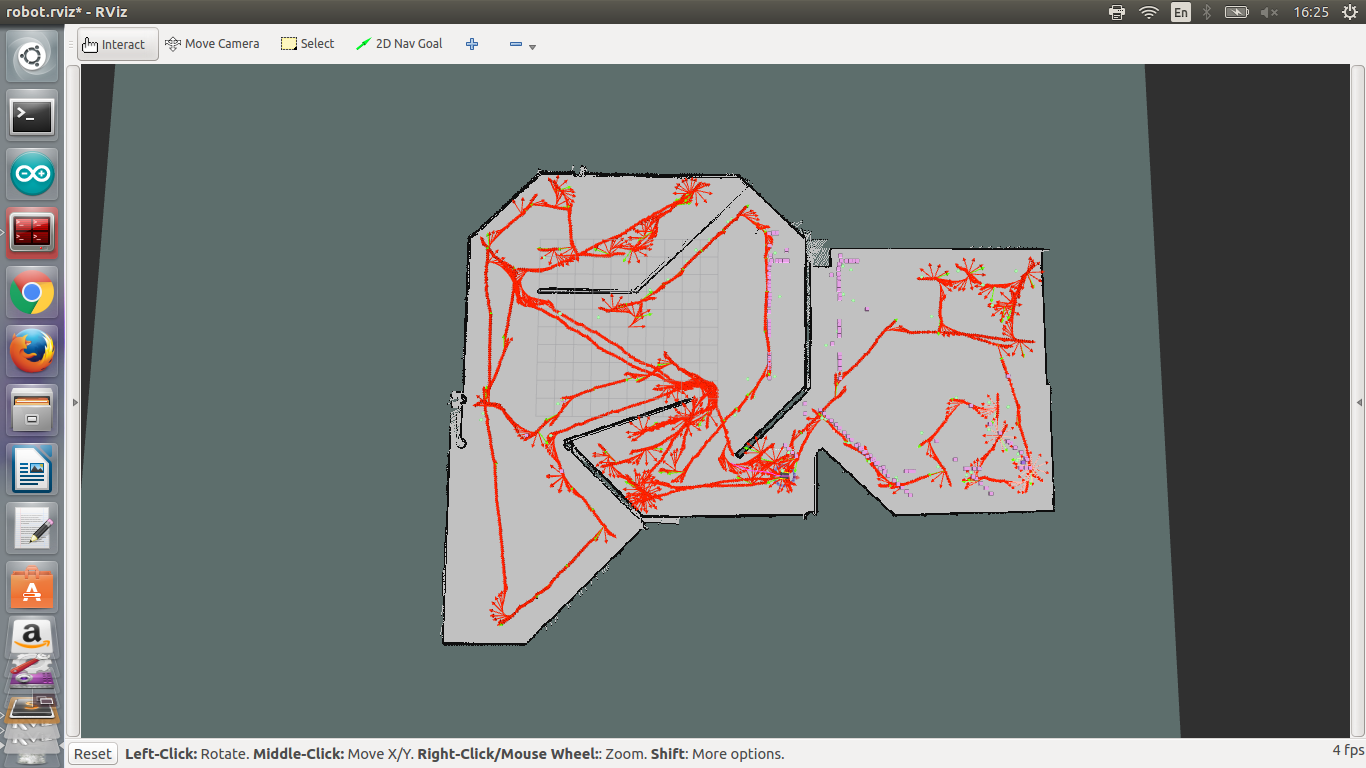 robot.rviz* - RViz
En
16:25
Interact
Move Camera
Select
2D Nav Goal
Reset
Left-Click: Rotate. Middle-Click: Move X/Y. Right-Click/Mouse Wheel:: Zoom. Shift: More options.
4 fps